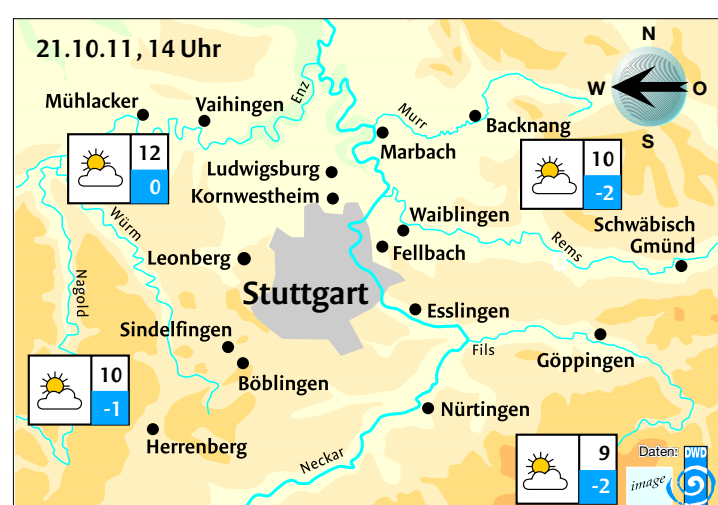 21.10.11, 14 Uhr
N
W
O
S
Mühlacker
Vaihingen
Enz
Murr
Backnang
Marbach
12
0
10
-2
Ludwigsburg
Kornwestheim
Würm
Waiblingen
Schwäbisch
Gmünd
Rems
Fellbach
Leonberg
Nagold
Stuttgart
Esslingen
Sindelfingen
Fils
Göppingen
10
-1
Böblingen
Nürtingen
Herrenberg
Neckar
9
-2
Daten:
DWD
image